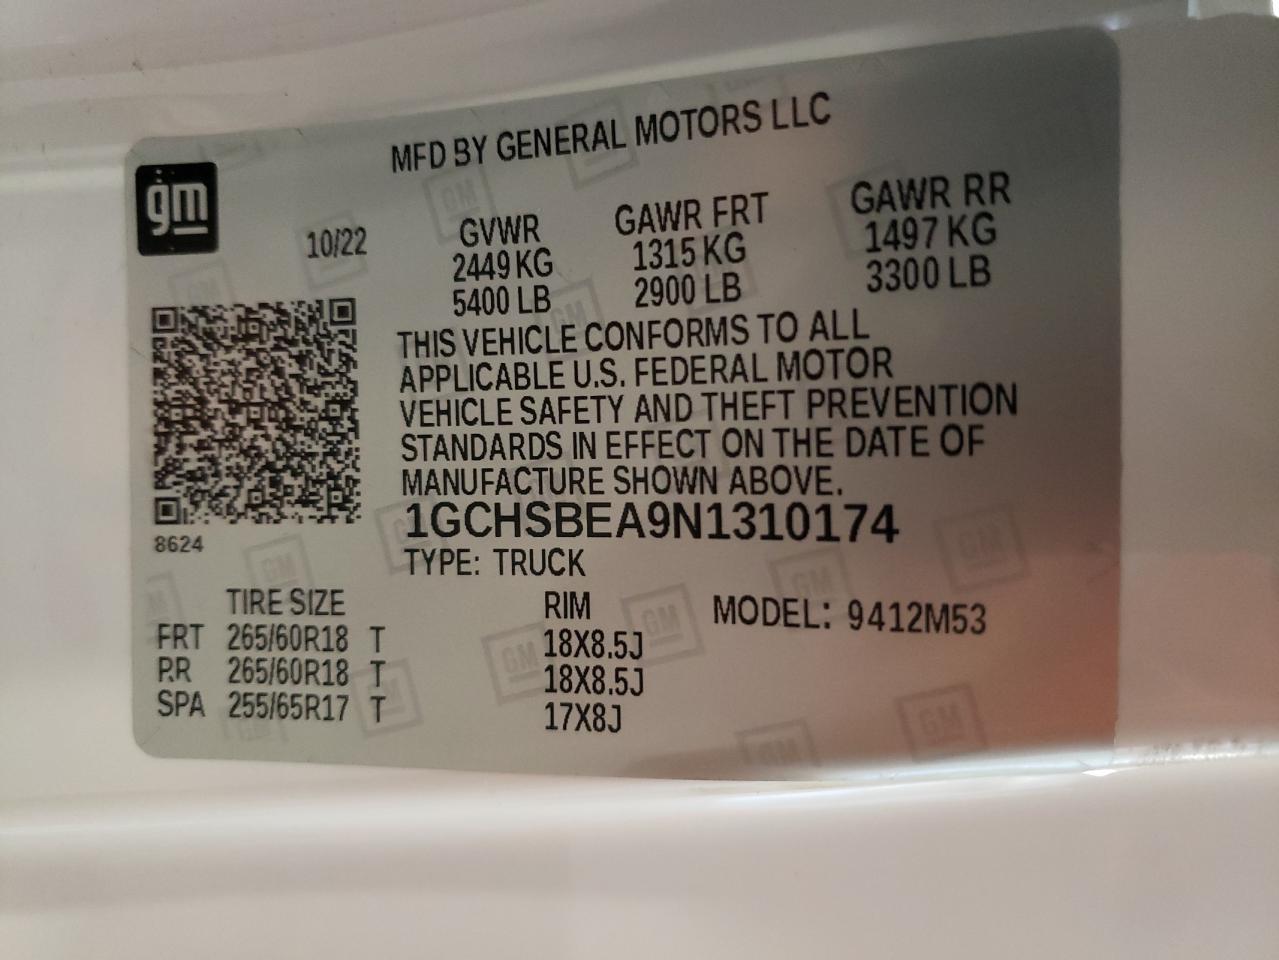 MFD BY GENERAL MOTORS LLC
gm
10/22
GVWR GAWR FRT GAWR RR
2449 KG 1315 KG 1497 KG
5400 LB 2900 LB 3300 LB
THIS VEHICLE CONFORMS TO ALL
APPLICABLE U.S. FEDERAL MOTOR
VEHICLE SAFETY AND THEFT PREVENTION
STANDARDS IN EFFECT ON THE DATE OF
MANUFACTURE SHOWN ABOVE.
8624
1GCHSBEA9N1310174
TYPE: TRUCK
TIRE SIZE RIM MODEL: 9412M53
FRT 265/60R18 T 18X8.5J
RR 265/60R18 T 18X8.5J
SPA 255/65R17 T 17X8J